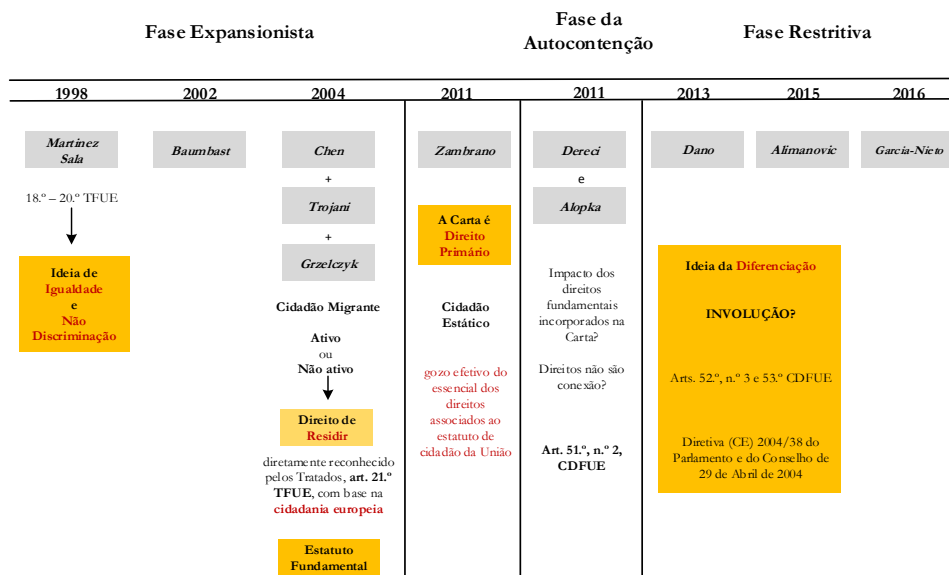 Fase Expansionista
Fase da
Autocontenção
Fase Restritiva
1998
2002
2004
2011
2011
2013
2015
2016
Martinez
Sala
18.º – 20.º TFUE
Ideia de
Igualdade
e
Não
Discriminação
Baumbast
Chen
+
Trojani
+
Grzelczyk
Cidadão Migrante
Ativo
ou
Não ativo
Direito de
Residir
diretamente reconhecido
pelos Tratados, art. 21.º
TFUE, com base na
cidadania europeia
Estatuto
Fundamental
Zambrano
A Carta é
Direito
Primário
Cidadão
Estático
gozo efetivo do
essencial dos
direitos
associados ao
estatuto de
cidadão da União
Dereci
e
Alopka
Impacto dos
direitos
fundamentais
incorporados na
Carta?
Direitos não são
conexão?
Art. 51.º, n.º 2,
CDFUE
Dano
Alimanovic
Garcia-Nieto
Ideia da Diferenciação
INVOLUÇÃO?
Arts. 52.º, n.º 3 e 53.º CDFUE
Diretiva (CE) 2004/38 do
Parlamento e do Conselho de
29 de Abril de 2004